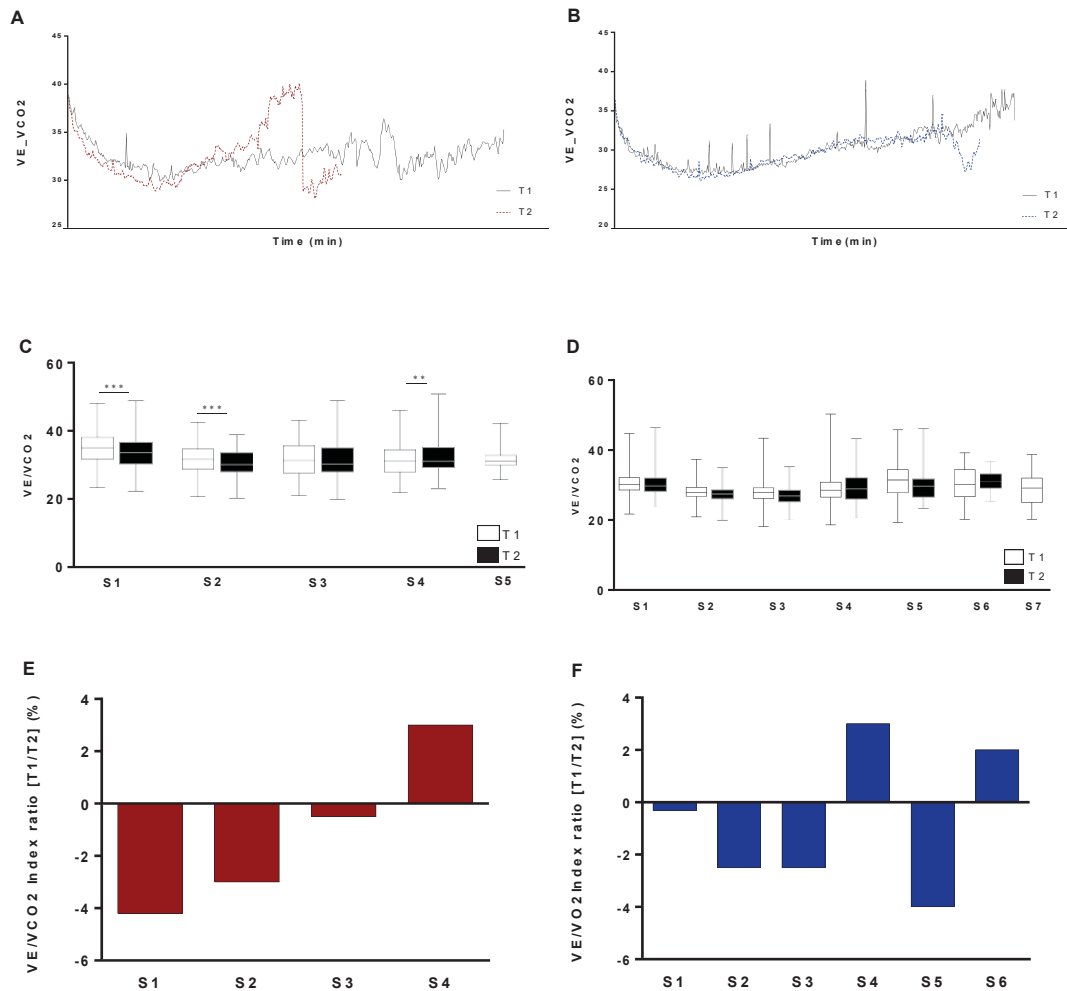 A
45
40
35
30
25
VE_VCO2
T1
T2
Time (min)
B
45
40
35
30
25
20
VE_VCO2
T1
T2
Time(min)
C
60
40
20
0
VE/VCO2
***
***
**
T1
T2
S1 S2 S3 S4 S5
D
60
40
20
0
VE/VCO2
T1
T2
S1 S2 S3 S4 S5 S6 S7
E
4
2
0
-2
-4
-6
VE/VCO2 Index ratio [T1/T2] (%)
S1 S2 S3 S4
F
4
2
0
-2
-4
-6
VE/VO2 Index ratio [T1/T2] (%)
S1 S2 S3 S4 S5 S6